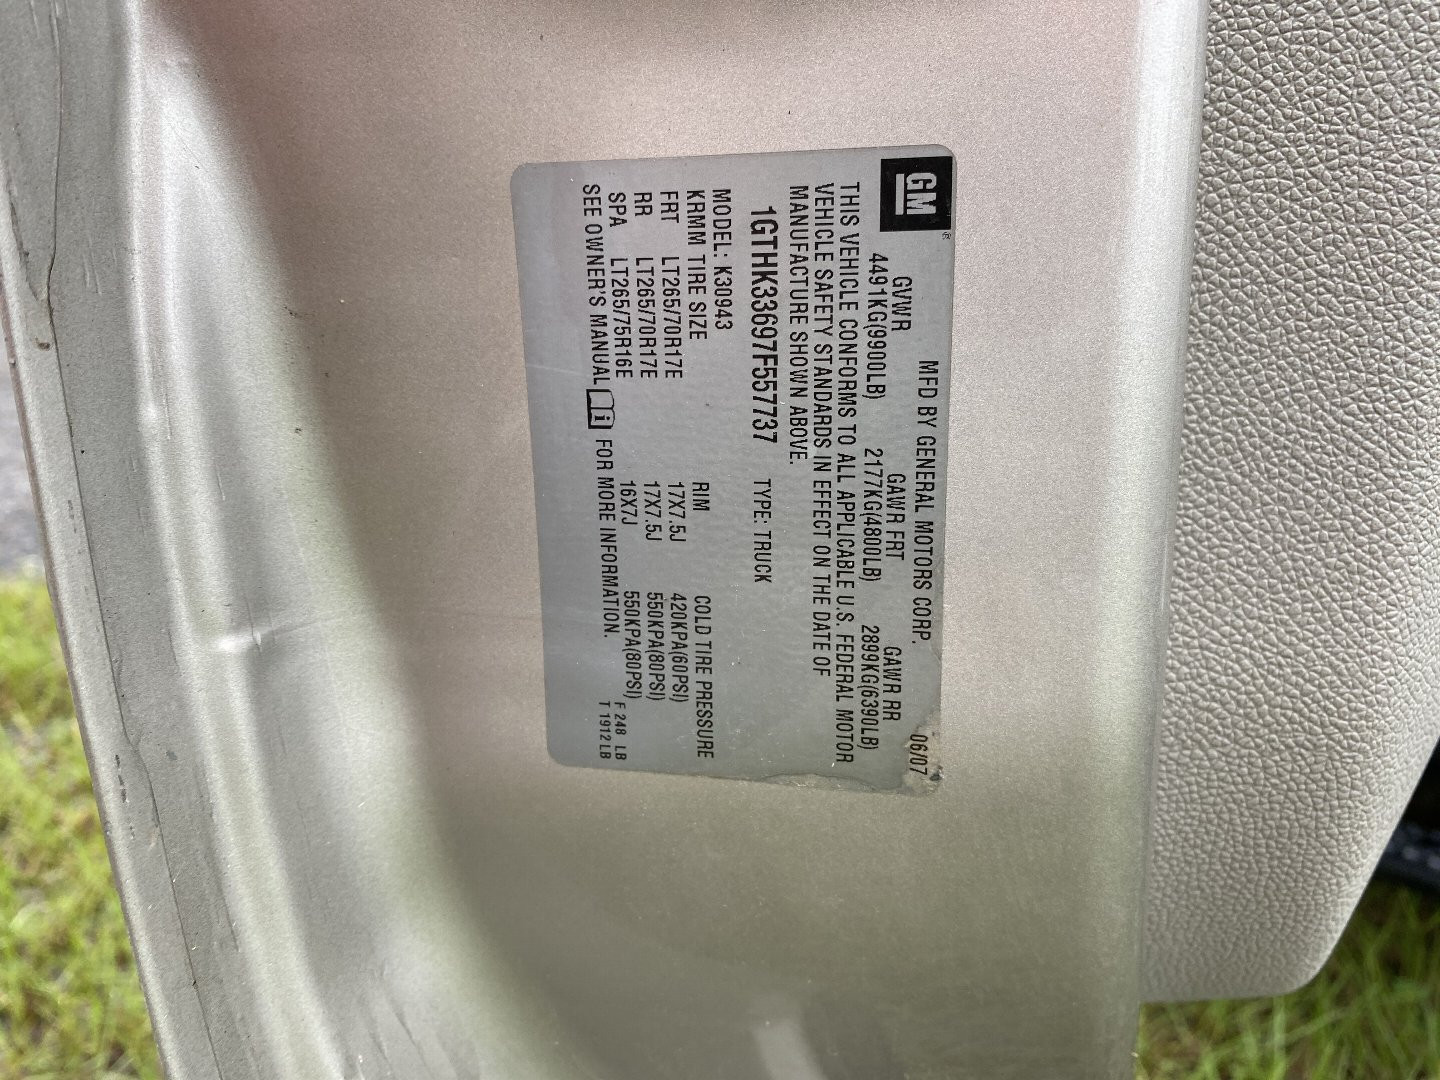 GM®
MFD BY GENERAL MOTORS CORP. 06/07
GVWR GAWR FRT GAWR RR
4491KG(9900LB) 2177KG(4800LB) 2899KG(6390LB)
THIS VEHICLE CONFORMS TO ALL APPLICABLE U.S. FEDERAL MOTOR
VEHICLE SAFETY STANDARDS IN EFFECT ON THE DATE OF
MANUFACTURE SHOWN ABOVE.
1GTHK33697F557737 TYPE: TRUCK
MODEL: K30943
KRMM TIRE SIZE RIM COLD TIRE PRESSURE
FRT LT265/70R17E 17X7.5J 420KPA(60PSI)
RR LT265/70R17E 17X7.5J 550KPA(80PSI)
SPA LT265/75R16E 16X7J 550KPA(80PSI)
SEE OWNER'S MANUAL i FOR MORE INFORMATION.
F 248 LB
T 1912 LB